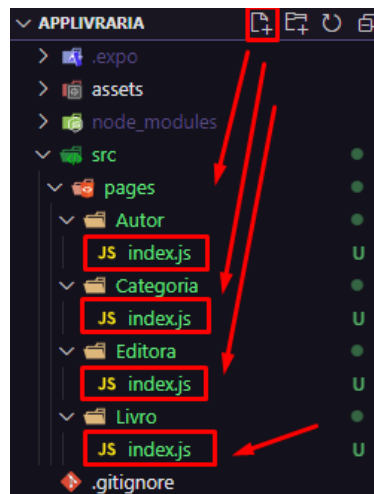 APPLIVRARIA
.expo
assets
node_modules
src
pages
Autor
JS index.js U
Categoria
JS index.js U
Editora
JS index.js U
Livro
JS index.js U
.gitignore